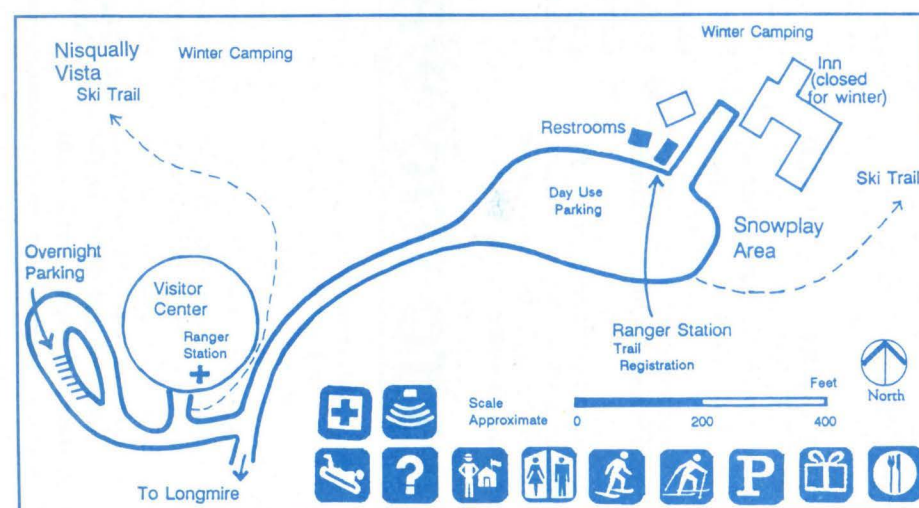 Nisqually
Vista
Ski Trail
Winter Camping
Winter Camping
Inn
(closed
for winter)
Restrooms
Day Use
Parking
Ski Trail
Snowplay
Area
Overnight
Parking
Visitor
Center
Ranger
Station
Ranger Station
Trail
Registration
Feet
North
Scale
Approximate
0
200
400
?
P
To Longmire